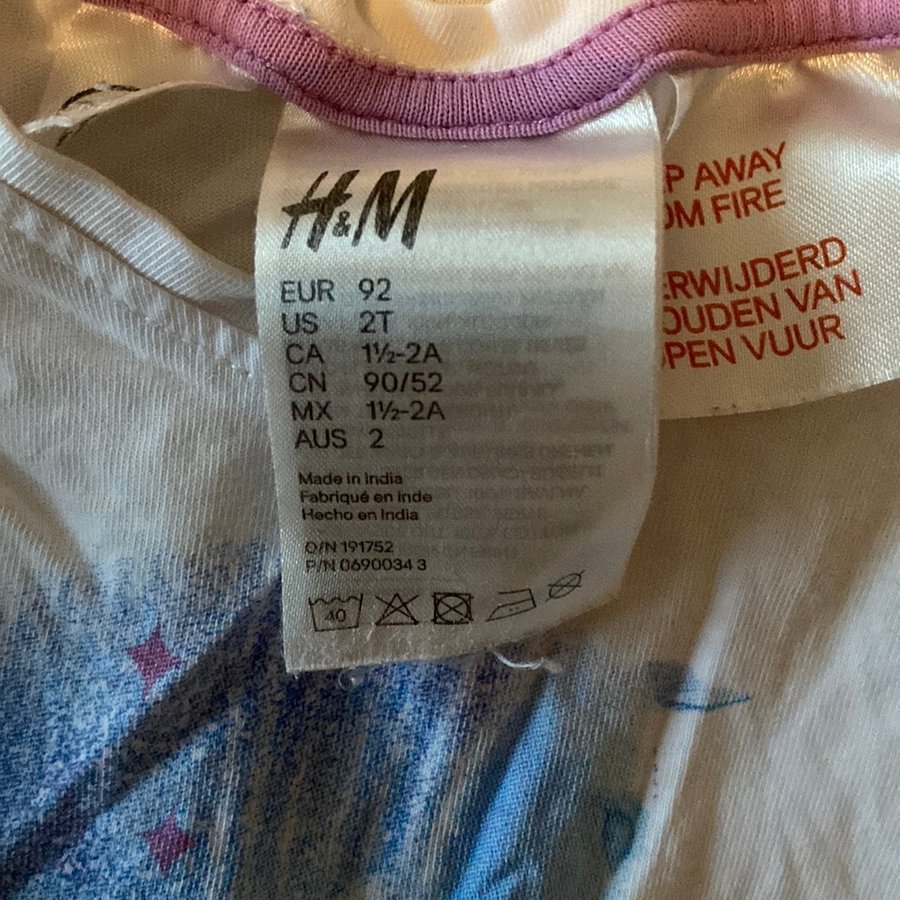 H&M
EUR 92
US 2T
CA 1½-2A
CN 90/52
MX 1½-2A
AUS 2
Made in India
Fabriqué en Inde
Hecho en India
O/N 191752
P/N 0690034 3
40
P AWAY
OM FIRE
ERWIJDERD
OUDEN VAN
PEN VUUR